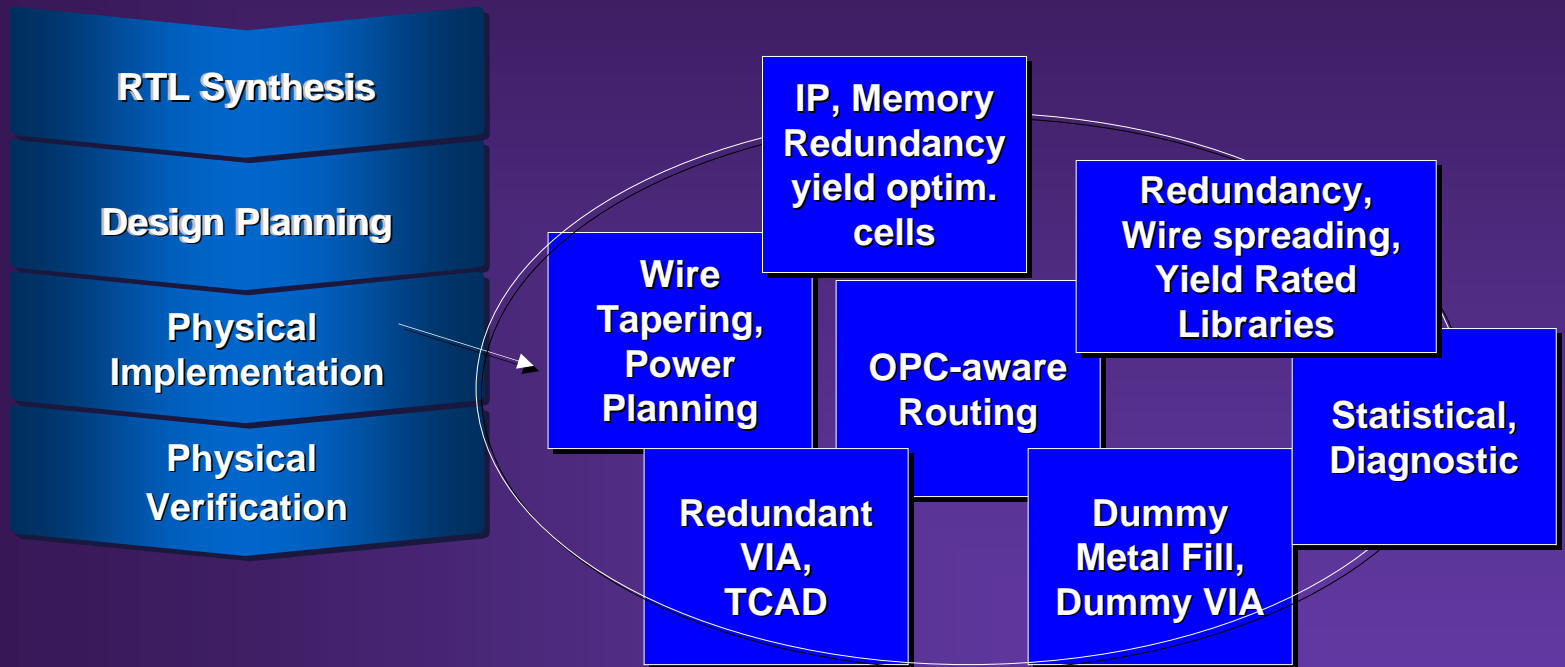 RTL Synthesis
Design Planning
Physical
Implementation
Physical
Verification
IP, Memory
Redundancy
yield optim.
cells
Redundancy,
Wire spreading,
Yield Rated
Libraries
Wire
Tapering,
Power
Planning
OPC-aware
Routing
Statistical,
Diagnostic
Redundant
VIA,
TCAD
Dummy
Metal Fill,
Dummy VIA